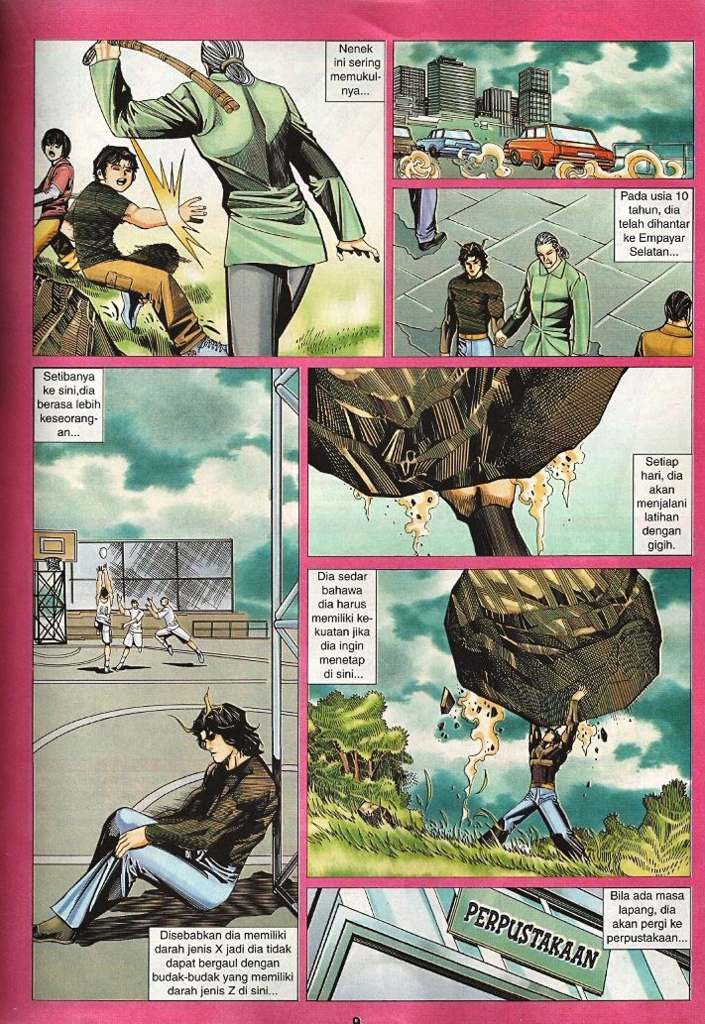 Nenek
ini sering
memukul-
nya...
Pada usia 10
tahun, dia
telah dihantar
ke Empayar
Selatan...
Setibanya
ke sini,dia
berasa lebih
keseorang-
an...
Disebabkan dia memiliki
darah jenis X jadi dia tidak
dapat bergaul dengan
budak-budak yang memiliki
darah jenis Z di sini...
Setiap
hari, dia
akan
menjalani
latihan
dengan
gigih.
Dia sedar
bahawa
dia harus
memiliki ke-
kuatan jika
dia ingin
menetap
di sini...
Bila ada masa
lapang, dia
akan pergi ke
perpustakaan...
PERPUSTAKAAN